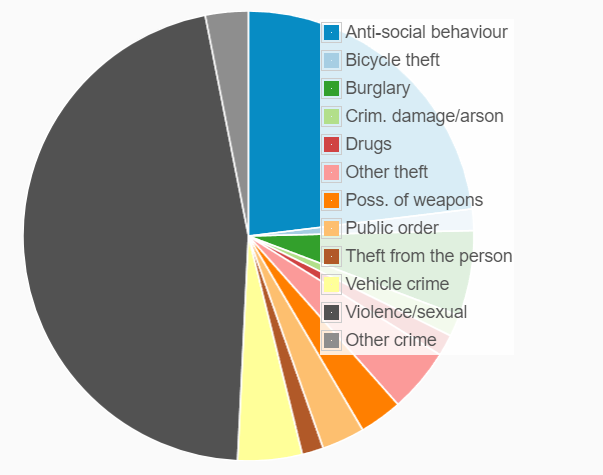 Anti-social behaviour
Bicycle theft
Burglary
Crim. damage/arson
Drugs
Other theft
Poss. of weapons
Public order
Theft from the person
Vehicle crime
Violence/sexual
Other crime